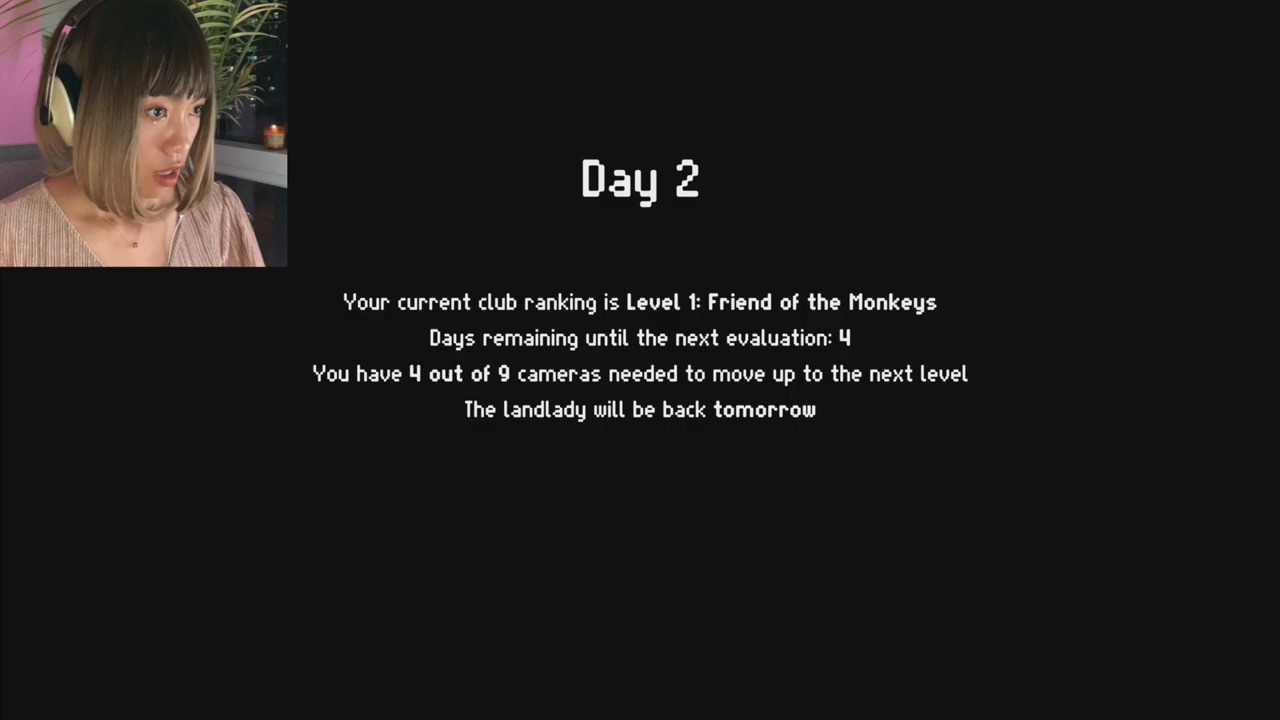 Day 2
Your current club ranking is Level 1: Friend of the Monkeys
Days remaining until the next evaluation: 4
You have 4 out of 9 cameras needed to move up to the next level
The landlady will be back tomorrow